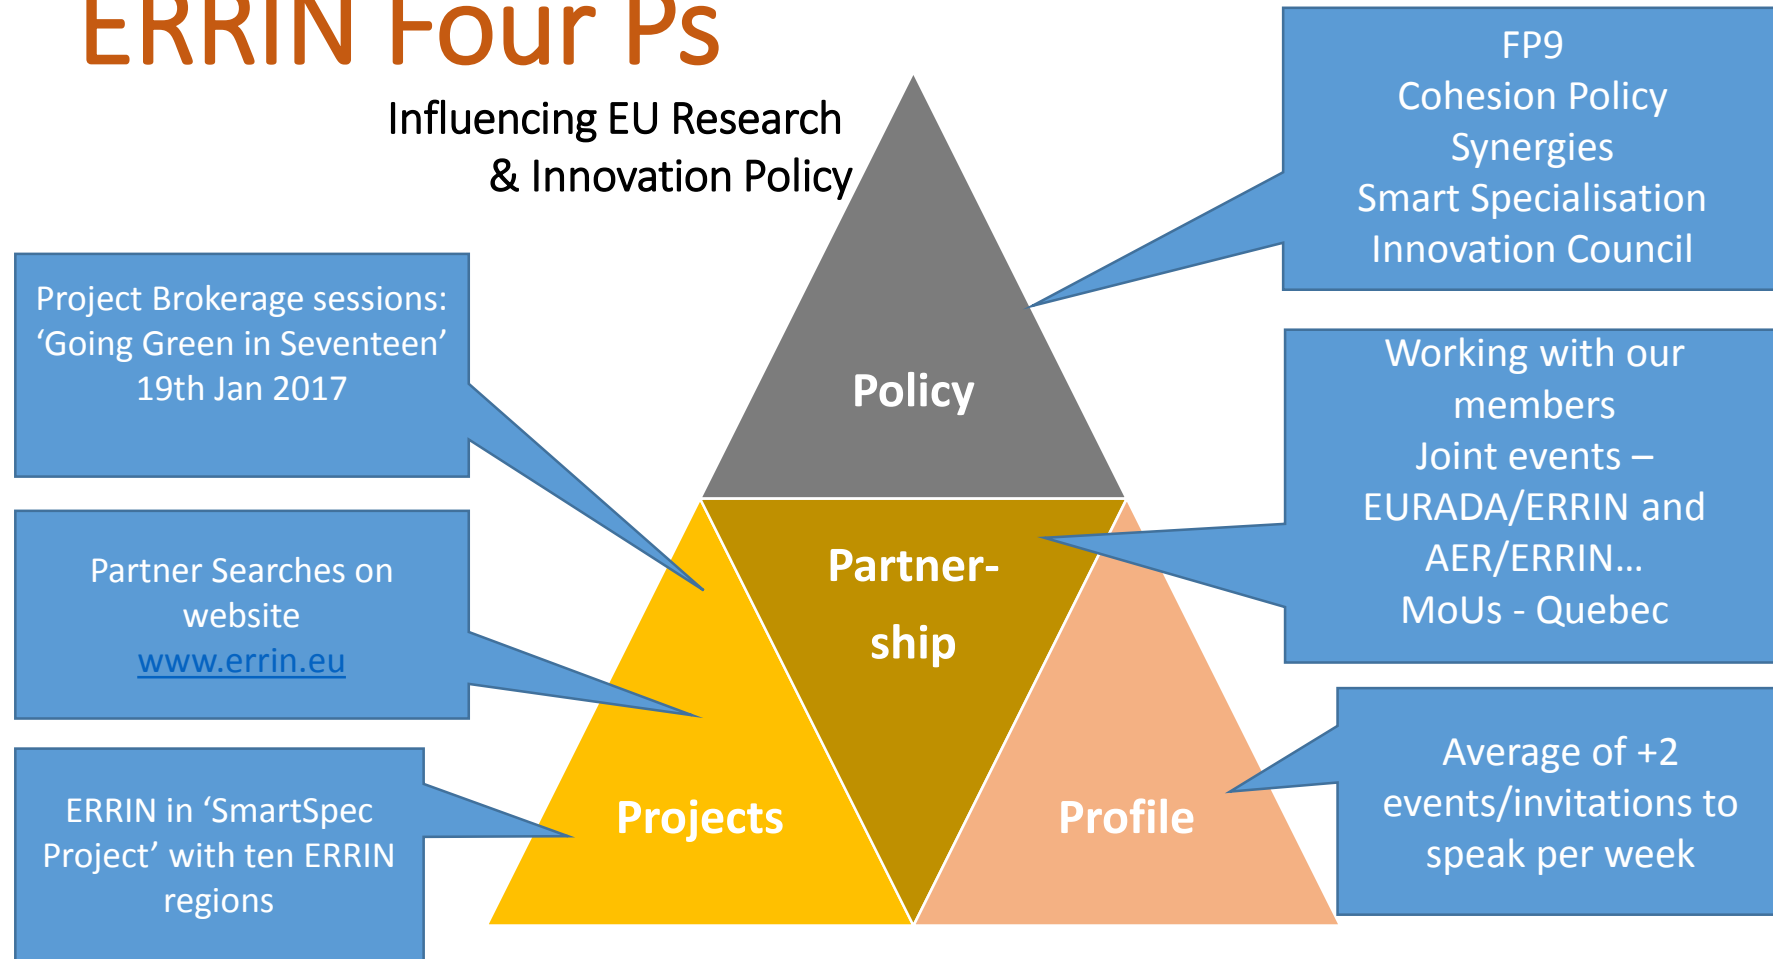 ERRIN Four Ps
Influencing EU Research
& Innovation Policy
FP9
Cohesion Policy
Synergies
Smart Specialisation
Innovation Council
Project Brokerage sessions:
‘Going Green in Seventeen’
19th Jan 2017
Policy
Working with our
members
Joint events –
EURADA/ERRIN and
AER/ERRIN…
MoUs - Quebec
Partner Searches on
website
www.errin.eu
Partner-
ship
ERRIN in ‘SmartSpec
Project’ with ten ERRIN
regions
Projects
Profile
Average of +2
events/invitations to
speak per week